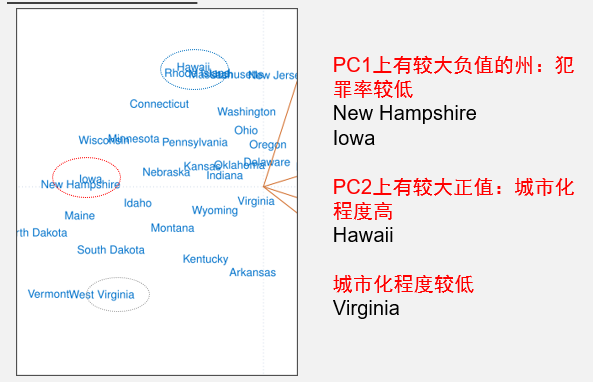 Hawaii
Rhode Island Massachusetts New Jerse
Connecticut
Washington
Ohio
Wisconsin Minnesota Pennsylvania Oregon
Kansas Oklahoma Delaware
Nebraska Indiana
Iowa
New Hampshire
Idaho Virginia
Maine Wyoming
rth Dakota Montana
South Dakota
Kentucky
Arkansas
Vermont West Virginia
PC1上有较大负值的州：犯
罪率较低
New Hampshire
Iowa
PC2上有较大正值：城市化
程度高
Hawaii
城市化程度较低
Virginia